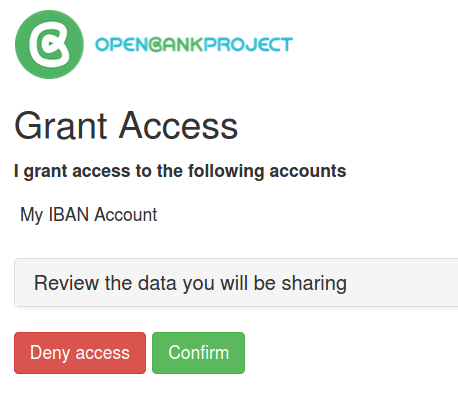 OPENBANKPROJECT
Grant Access
I grant access to the following accounts
My IBAN Account
Review the data you will be sharing
Deny access
Confirm